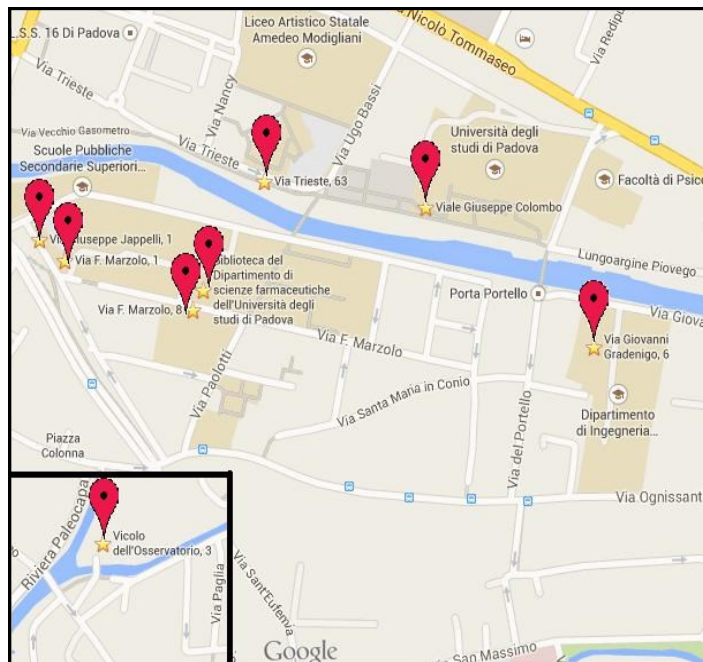 L.S.S. 16 Di Padova
Liceo Artistico Statale
Amedeo Modigliani
Nicolò Tommaseo
Via Redipu
Via Trieste
Via Nancy
Via Ugo Bassi
Via Vecchio Gasometro
Scuole Pubbliche
Secondarie Superiori...
Via Trieste
Università degli
studi di Padova
Via Trieste, 63
Facoltà di Psico
Viale Giuseppe Colombo
Via Giuseppe Jappelli, 1
Via F. Marzolo, 1
Biblioteca del
Dipartimento di
scienze farmaceutiche
dell'Università degli
studi di Padova
Via F. Marzolo, 8
Lungoargine Piovego
Porta Portello
Via Giova
Via F. Marzolo
Via Giovanni
Gradenigo, 6
Via Paolotti
Via Santa Maria in Conio
Dipartimento
di Ingegneria...
Via del Portello
Piazza
Colonna
Via Ognissant
Riviera Paleocapa
Vicolo
dell'Osservatorio, 3
Via Paglia
Via Sant'Eufemia
Google
San Massimo